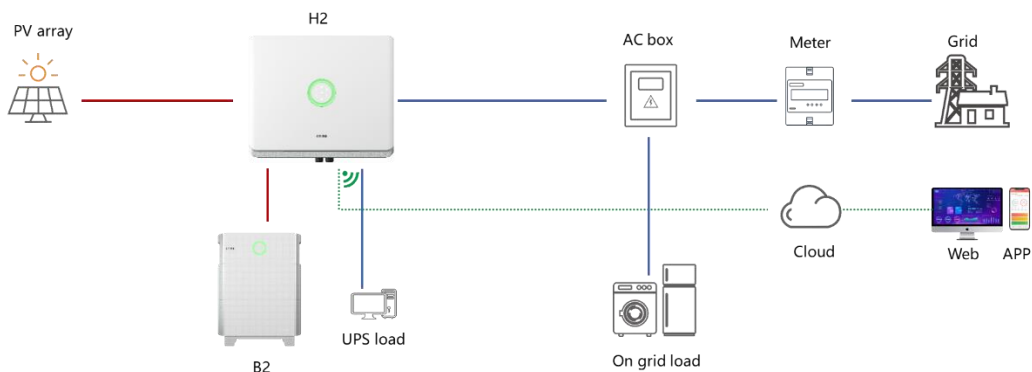 H2
PV array
AC box
Meter
Grid
Cloud
Web
APP
UPS load
On grid load
B2